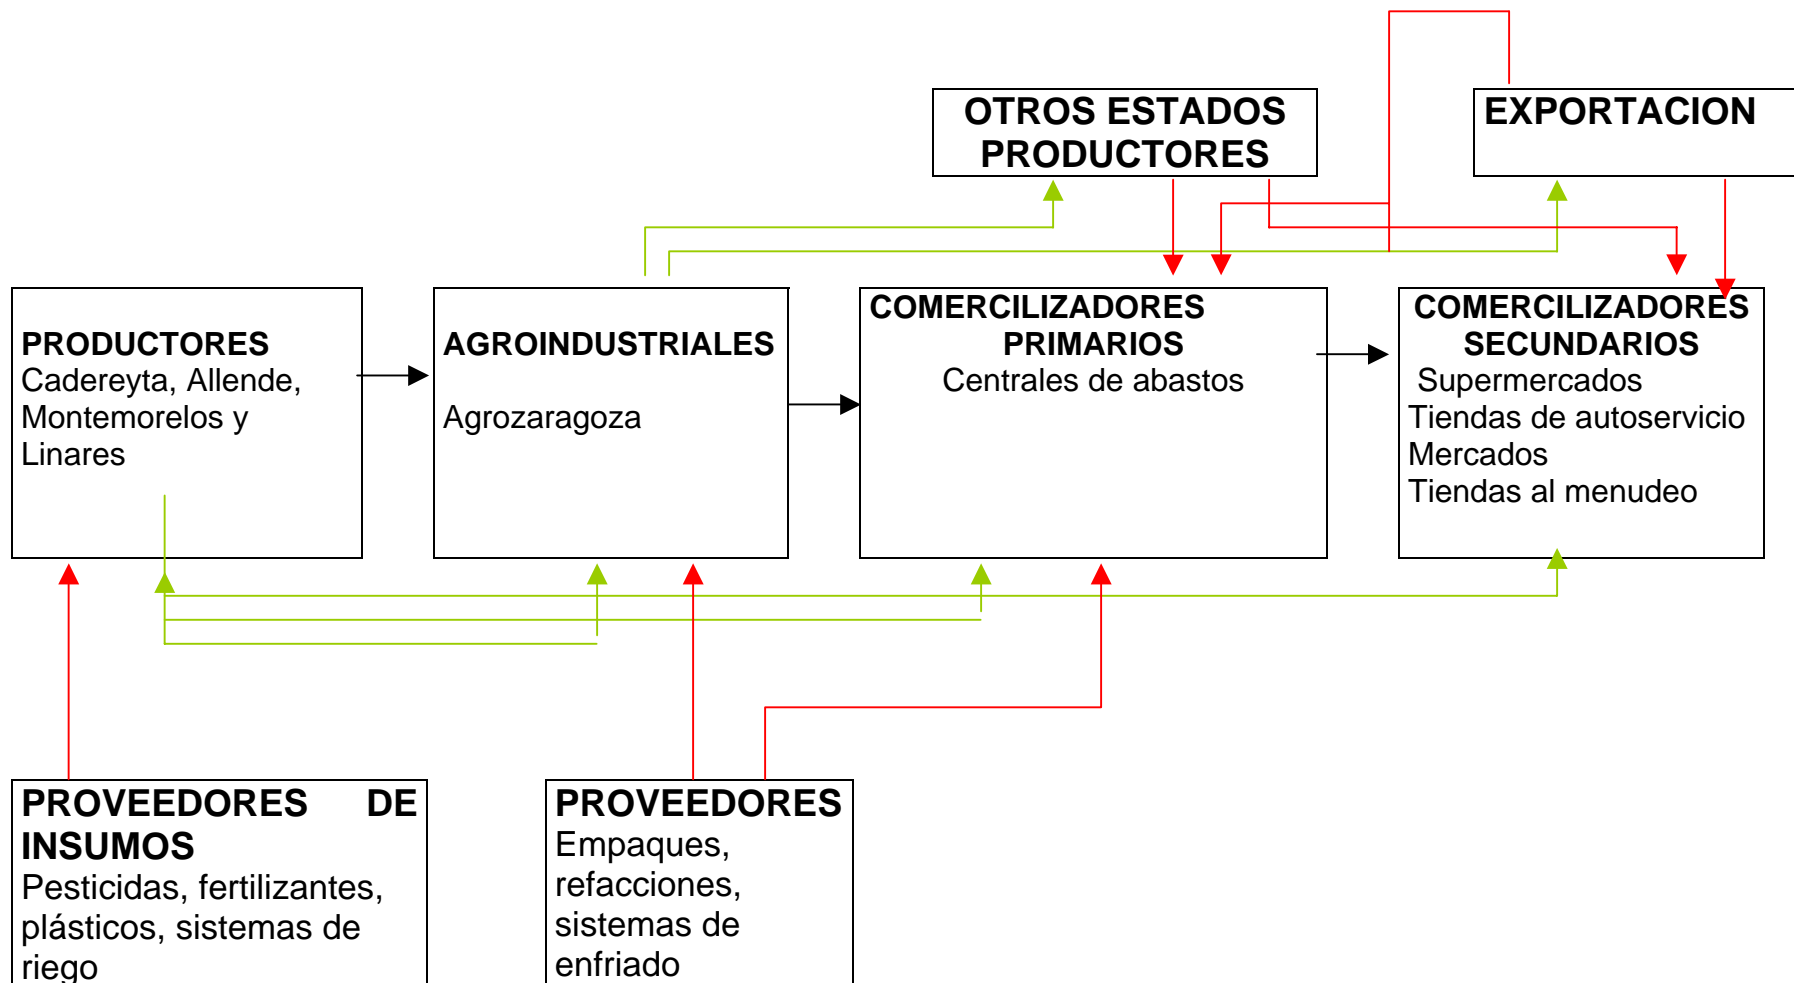 OTROS ESTADOS
PRODUCTORES
EXPORTACION
PRODUCTORES
Cadereyta, Allende,
Montemorelos y
Linares
AGROINDUSTRIALES
Agrozaragoza
COMERCILIZADORES
PRIMARIOS
Centrales de abastos
COMERCILIZADORES
SECUNDARIOS
Supermercados
Tiendas de autoservicio
Mercados
Tiendas al menudeo
PROVEEDORES DE
INSUMOS
Pesticidas, fertilizantes,
plásticos, sistemas de
riego
PROVEEDORES
Empaques,
refacciones,
sistemas de
enfriado